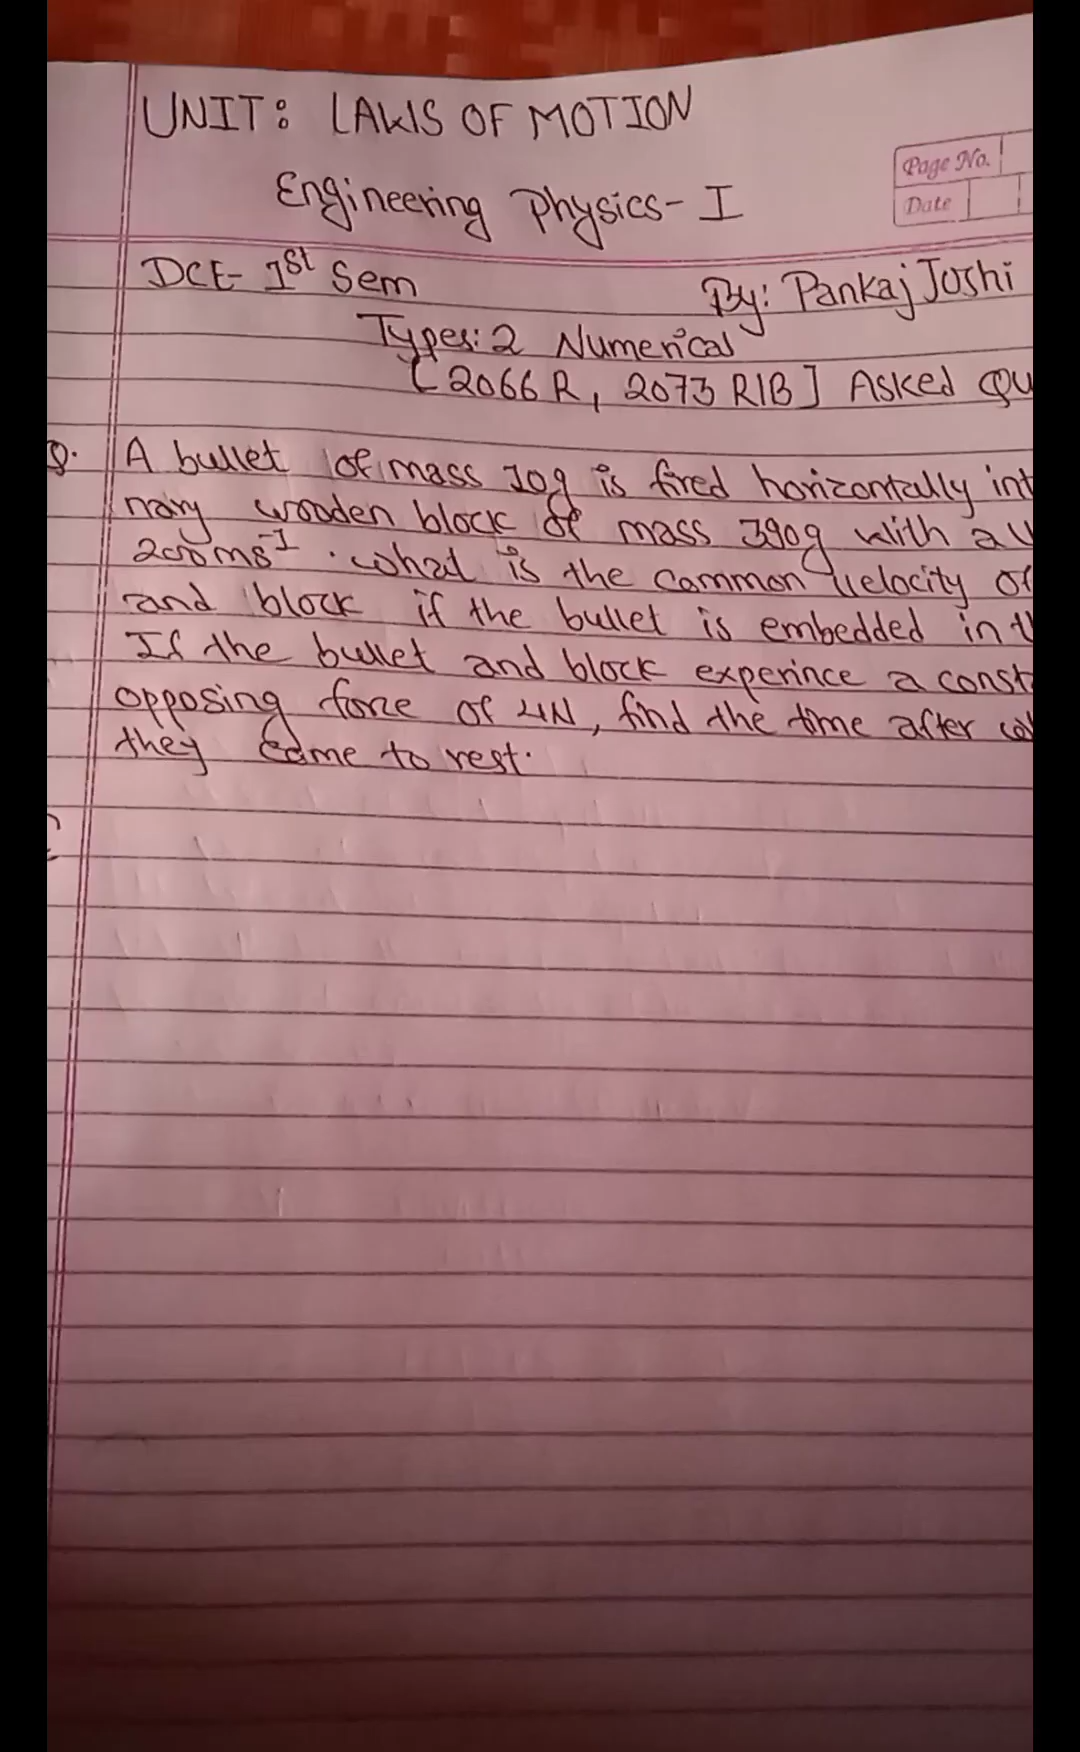 UNIT: LAWS OF MOTION
Engineering Physics- I
Page No.
Date
DCE- 1st Sem
By: Pankaj Joshi
Types: 2 Numerical
[2066 R, 2073 R/B] Asked Qu
Q. A bullet of mass 10g is fired horizontally int
nary wooden block of mass 390g with a
200ms-1. what is the common velocity of
and block if the bullet is embedded in t
If the bullet and block experince a const
opposing force of 4N, find the time after
they came to rest.